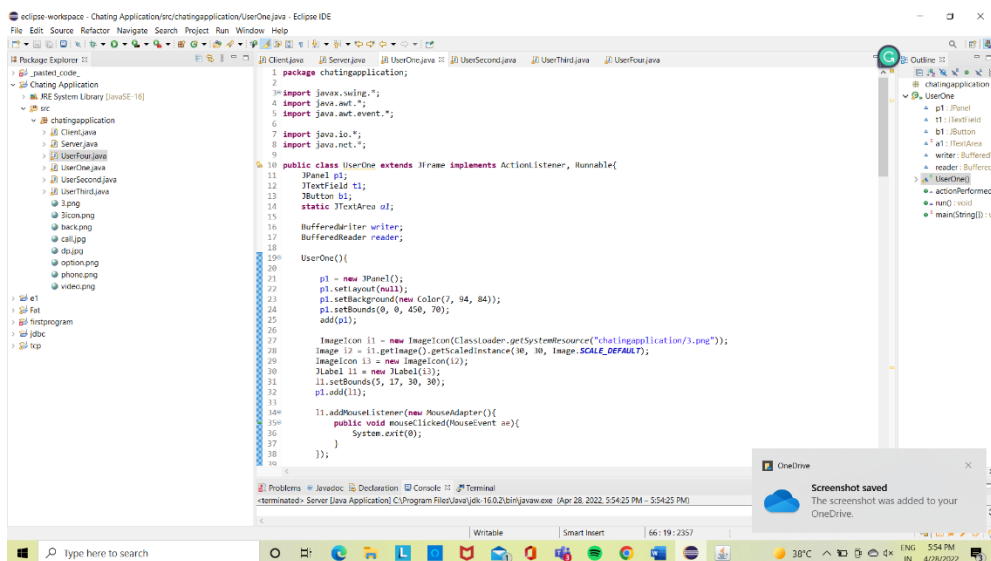 eclipse-workspace - Chating Application/src/chatingapplication/UserOne.java - Eclipse IDE
File Edit Source Refactor Navigate Search Project Run Window Help
Package Explorer
Client.java Server.java UserOne.java UserSecond.java UserThird.java UserFour.java
Outline
_pasted_code_
Chating Application
JRE System Library [JavaSE-16]
src
chatingapplication
Client.java
Server.java
UserFour.java
UserOne.java
UserSecond.java
UserThird.java
3.png
3icon.png
back.png
call.jpg
dp.jpg
option.png
phone.png
video.png
e1
Fat
firstprogram
jdbc
tcp
1 package chatingapplication;
2
3 import javax.swing.*;
4 import java.awt.*;
5 import java.awt.event.*;
6
7 import java.io.*;
8 import java.net.*;
9
10 public class UserOne extends JFrame implements ActionListener, Runnable{
11 JPanel p1;
12 JTextField t1;
13 JButton b1;
14 static JTextArea a1;
15
16 BufferedWriter writer;
17 BufferedReader reader;
18
19 UserOne(){
20
21 p1 = new JPanel();
22 p1.setLayout(null);
23 p1.setBackground(new Color(7, 94, 84));
24 p1.setBounds(0, 0, 450, 70);
25 add(p1);
26
27 ImageIcon i1 = new ImageIcon(ClassLoader.getSystemResource("chatingapplication/3.png"));
28 Image i2 = i1.getImage().getScaledInstance(30, 30, Image.SCALE_DEFAULT);
29 ImageIcon i3 = new ImageIcon(i2);
30 JLabel l1 = new JLabel(i3);
31 l1.setBounds(5, 17, 30, 30);
32 p1.add(l1);
33
34 l1.addMouseListener(new MouseAdapter(){
35 public void mouseClicked(MouseEvent ae){
36 System.exit(0);
37 }
38 });
39
chatingapplication
UserOne
p1 : JPanel
t1 : JTextField
b1 : JButton
a1 : JTextArea
writer : Buffered
reader : Buffered
UserOne()
actionPerformed
run() : void
main(String[]) : v
Problems Javadoc Declaration Console Terminal
<terminated> Server [Java Application] C:\Program Files\Java\jdk-16.0.2\bin\javaw.exe (Apr 28, 2022, 5:54:25 PM – 5:54:25 PM)
OneDrive
Screenshot saved
The screenshot was added to your
OneDrive.
Writable Smart Insert 66 : 19 : 2357
Type here to search
38°C ENG 5:54 PM
IN 4/28/2022